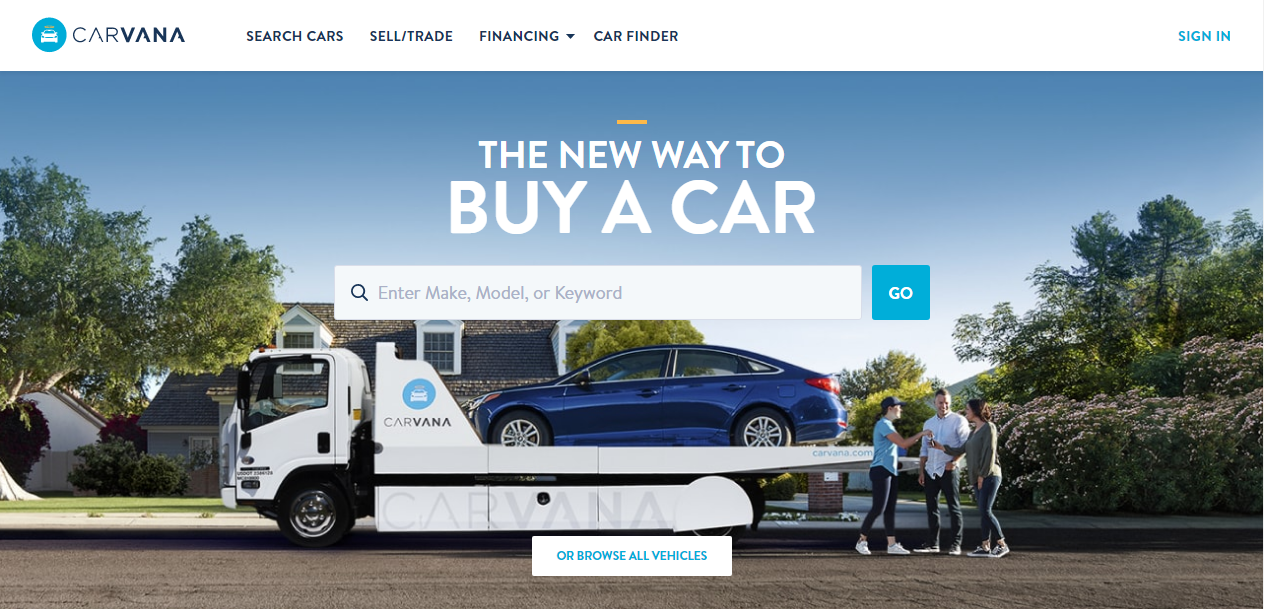 CARVANA
SEARCH CARS
SELL/TRADE
FINANCING
CAR FINDER
SIGN IN
THE NEW WAY TO
BUY A CAR
Enter Make, Model, or Keyword
GO
CARVANA
carvana.com
CARVANA
OR BROWSE ALL VEHICLES